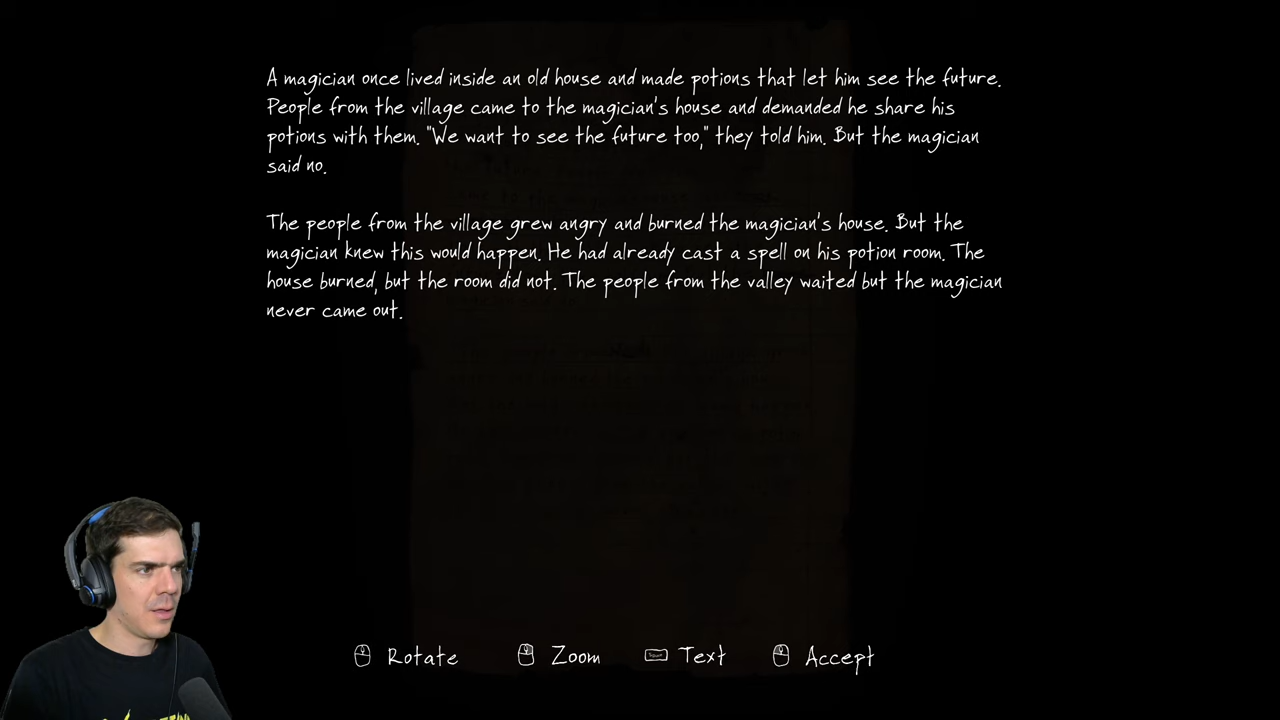 A magician once lived inside an old house and made potions that let him see the future.
People from the village came to the magician's house and demanded he share his
potions with them. "We want to see the future too," they told him. But the magician
said no.
The people from the village grew angry and burned the magician's house. But the
magician knew this would happen. He had already cast a spell on his potion room. The
house burned, but the room did not. The people from the valley waited but the magician
never came out.
Rotate Zoom Text Accept